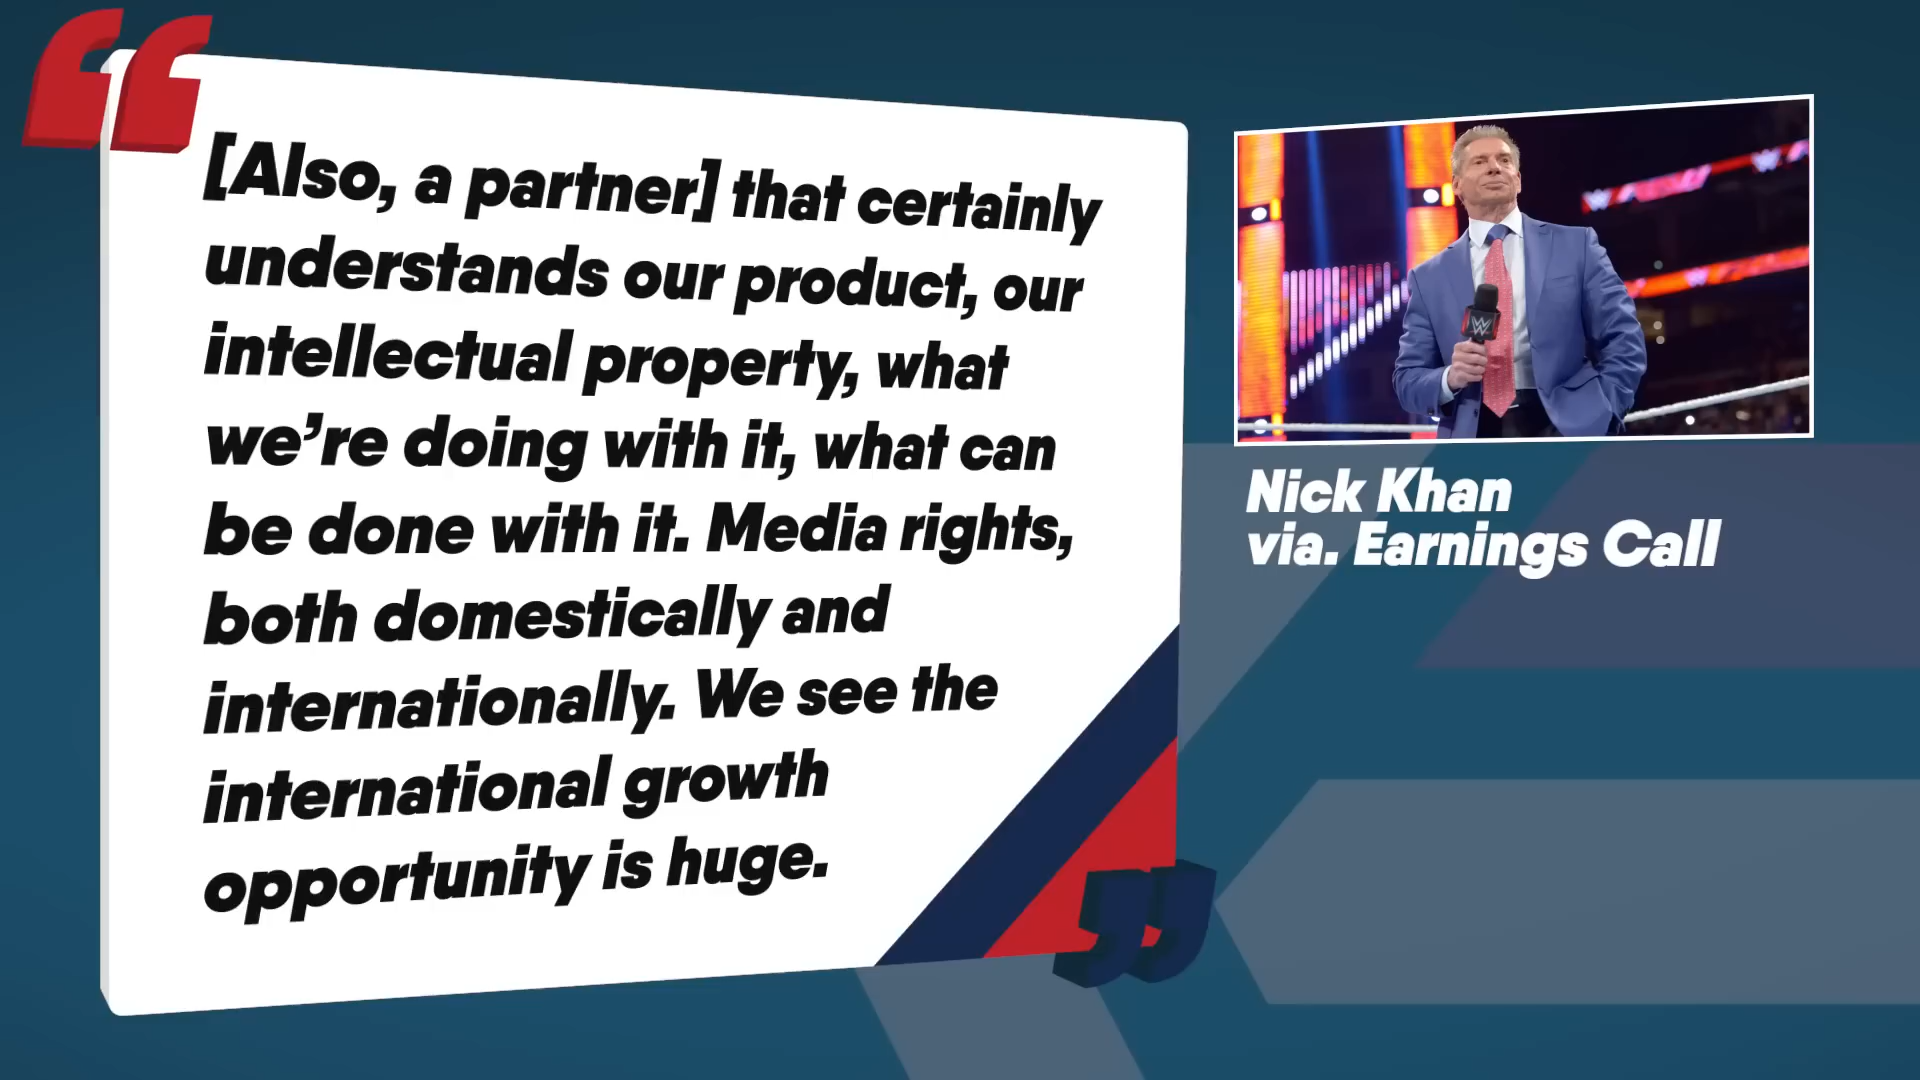 [Also, a partner] that certainly
understands our product, our
intellectual property, what
we’re doing with it, what can
be done with it. Media rights,
both domestically and
internationally. We see the
international growth
opportunity is huge.
Nick Khan
via. Earnings Call